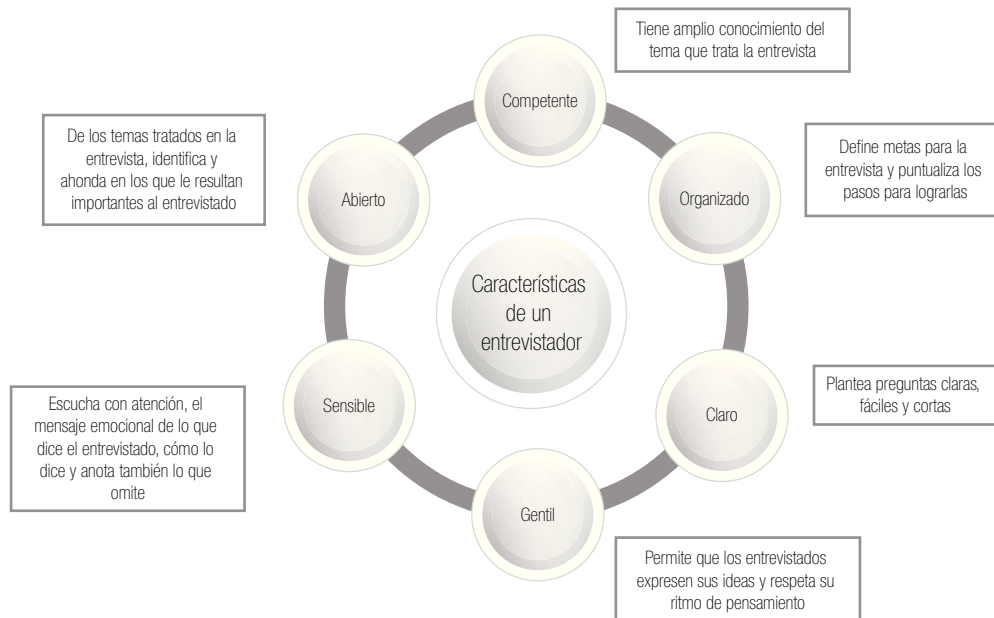 Características
de un
entrevistador
Competente
Tiene amplio conocimiento del
tema que trata la entrevista
Organizado
Define metas para la
entrevista y puntualiza los
pasos para lograrlas
Claro
Plantea preguntas claras,
fáciles y cortas
Gentil
Permite que los entrevistados
expresen sus ideas y respeta su
ritmo de pensamiento
Sensible
Escucha con atención, el
mensaje emocional de lo que
dice el entrevistado, cómo lo
dice y anota también lo que
omite
Abierto
De los temas tratados en la
entrevista, identifica y
ahonda en los que le resultan
importantes al entrevistado